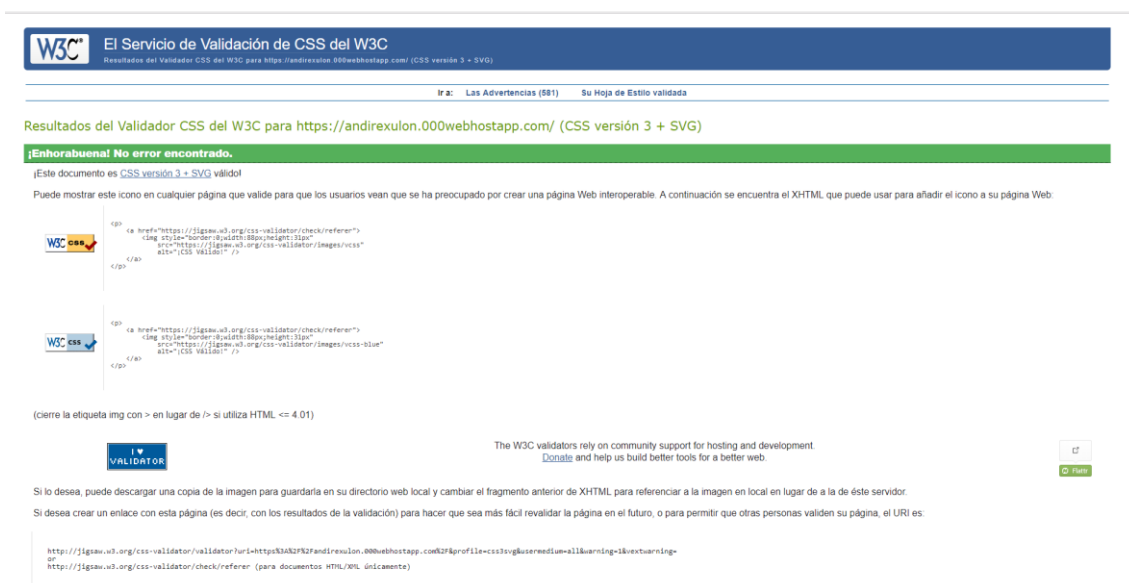 W3C®
El Servicio de Validación de CSS del W3C
Resultados del Validador CSS del W3C para https://andirexulon.000webhostapp.com/ (CSS versión 3 + SVG)
Ir a: Las Advertencias (581) Su Hoja de Estilo validada
Resultados del Validador CSS del W3C para https://andirexulon.000webhostapp.com/ (CSS versión 3 + SVG)
¡Enhorabuena! No error encontrado.
¡Este documento es CSS versión 3 + SVG válido!
Puede mostrar este icono en cualquier página que valide para que los usuarios vean que se ha preocupado por crear una página Web interoperable. A continuación se encuentra el XHTML que puede usar para añadir el icono a su página Web:
W3C css
<p>
<a href="https://jigsaw.w3.org/css-validator/check/referer">
<img style="border:0;width:88px;height:31px"
src="https://jigsaw.w3.org/css-validator/images/vcss"
alt="¡CSS Válido!" />
</a>
</p>
W3C css
<p>
<a href="https://jigsaw.w3.org/css-validator/check/referer">
<img style="border:0;width:88px;height:31px"
src="https://jigsaw.w3.org/css-validator/images/vcss-blue"
alt="¡CSS Válido!" />
</a>
</p>
(cierre la etiqueta img con > en lugar de /> si utiliza HTML <= 4.01)
I ♥
VALIDATOR
The W3C validators rely on community support for hosting and development.
Donate and help us build better tools for a better web.
Flattr
Si lo desea, puede descargar una copia de la imagen para guardarla en su directorio web local y cambiar el fragmento anterior de XHTML para referenciar a la imagen en local en lugar de a la de éste servidor.
Si desea crear un enlace con esta página (es decir, con los resultados de la validación) para hacer que sea más fácil revalidar la página en el futuro, o para permitir que otras personas validen su página, el URI es:
http://jigsaw.w3.org/css-validator/validator?uri=https%3A%2F%2Fandirexulon.000webhostapp.com%2F&profile=css3svg&usermedium=all&warning=1&vextwarning=
or
http://jigsaw.w3.org/css-validator/check/referer (para documentos HTML/XML únicamente)